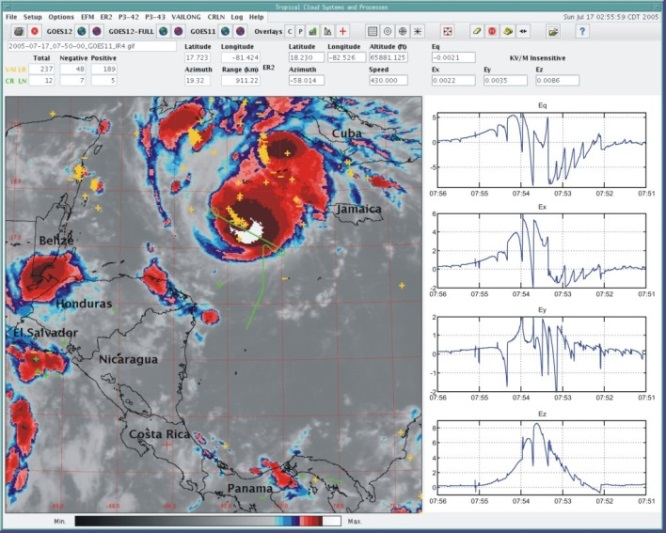 Tropical Cloud Systems and Processes
File Setup Options EFM ER2 P3-42 P3-43 VAILONG CRLN Log Help Sun Jul 17 02:55:59 CDT 2005
GOES12 GOES12-FULL GOES11 Overlays C P
2005-07-17_07-50-00_GOES11_IR4.gif
Total Negative Positive
237 48 189
CR LN 12 7 5
Latitude Longitude
17.723 -81.424
Azimuth Range (km)
19.32 911.22
ER2
Latitude Longitude Altitude (ft)
18.230 -82.526 65881.125
Azimuth Speed
-58.014 430.000
Eq
-0.0021 KV/M Insensitive
Ex Ey Ez
0.0022 0.0035 0.0086
Cuba
Jamaica
Belize
Honduras
El Salvador
Nicaragua
Costa Rica
Panama
Min. Max.
Eq
5
0
-5
07:56 07:55 07:54 07:53 07:52 07:51
Ex
6
4
2
0
-2
07:56 07:55 07:54 07:53 07:52 07:51
Ey
2
1
0
-1
-2
07:56 07:55 07:54 07:53 07:52 07:51
Ez
8
6
4
2
0
07:56 07:55 07:54 07:53 07:52 07:51